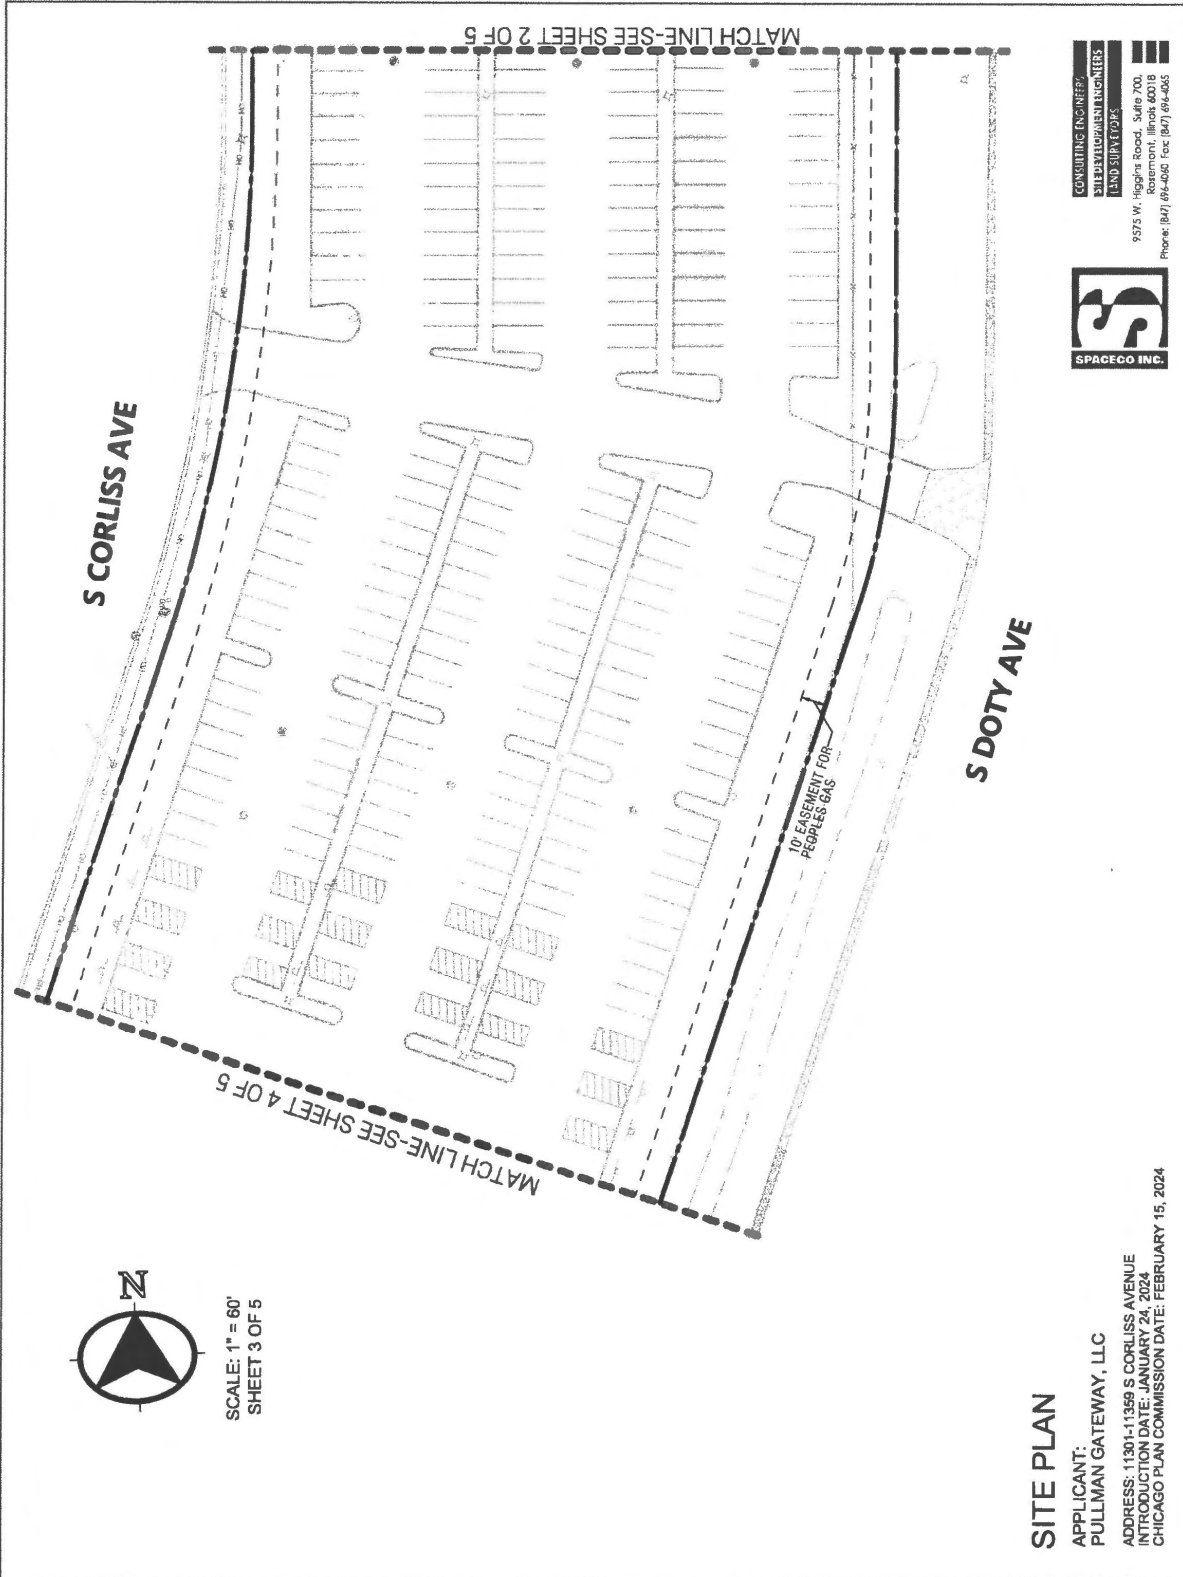 MATCH LINE-SEE SHEET 2 OF 5
S CORLISS AVE
S DOTY AVE
10' EASEMENT FOR
PEOPLES GAS
MATCH LINE-SEE SHEET 4 OF 5
N
SCALE: 1" = 60'
SHEET 3 OF 5
SITE PLAN
APPLICANT:
PULLMAN GATEWAY, LLC
ADDRESS: 11301-11359 S CORLISS AVENUE
INTRODUCTION DATE: JANUARY 24, 2024
CHICAGO PLAN COMMISSION DATE: FEBRUARY 15, 2024
SPACECO INC.
CONSULTING ENGINEERS
SITE DEVELOPMENT ENGINEERS
LAND SURVEYORS
9575 W. Higgins Road, Suite 700,
Rosemont, Illinois 60018
Phone: (847) 696-4060 Fax: (847) 696-4065